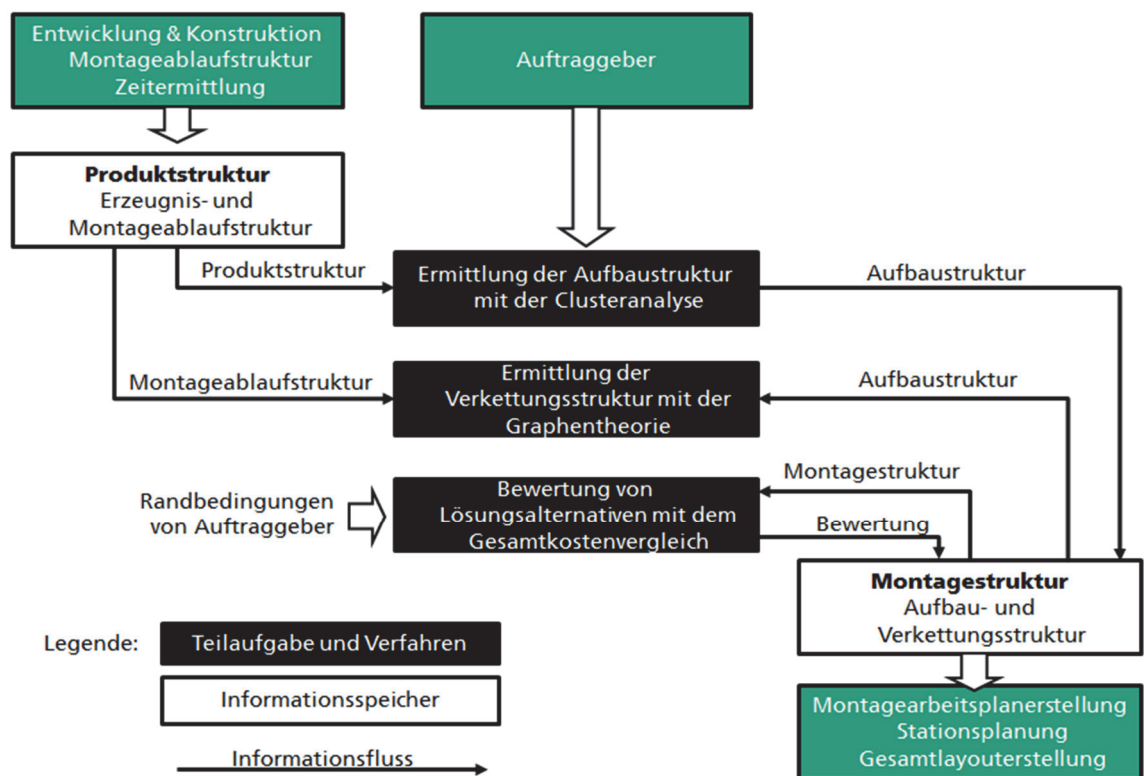 Entwicklung & Konstruktion
Montageablaufstruktur
Zeitermittlung
Auftraggeber
Produktstruktur
Erzeugnis- und
Montageablaufstruktur
Produktstruktur
Ermittlung der Aufbaustruktur
mit der Clusteranalyse
Aufbaustruktur
Montageablaufstruktur
Ermittlung der
Verkettungsstruktur mit der
Graphentheorie
Aufbaustruktur
Randbedingungen
von Auftraggeber
Bewertung von
Lösungsalternativen mit dem
Gesamtkostenvergleich
Montagestruktur
Bewertung
Montagestruktur
Aufbau- und
Verkettungsstruktur
Legende:
Teilaufgabe und Verfahren
Informationsspeicher
Informationsfluss
Montagearbeitsplanerstellung
Stationsplanung
Gesamtlayouterstellung